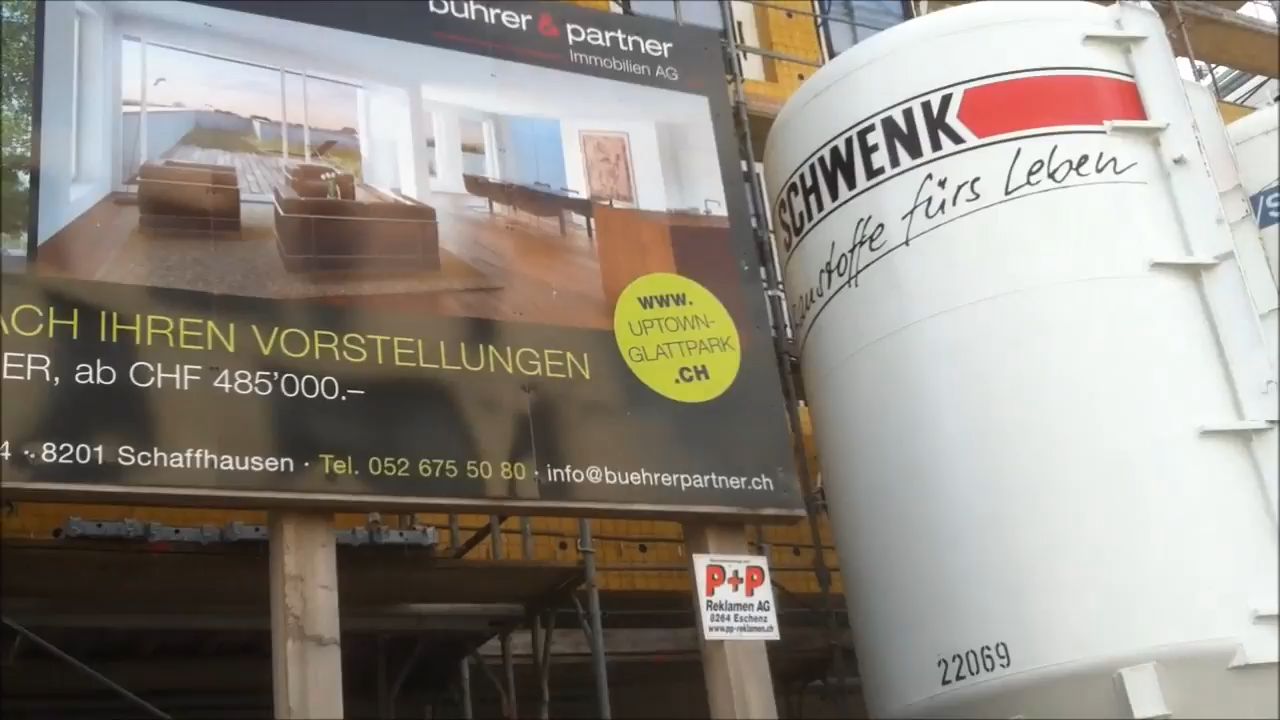 bührer & partner
Immobilien AG
ACH IHREN VORSTELLUNGEN
ER, ab CHF 485'000.–
4 · 8201 Schaffhausen · Tel. 052 675 50 80 · info@buehrerpartner.ch
www.
UPTOWN-
GLATTPARK
.CH
SCHWENK
Baustoffe fürs Leben
22069
P+P
Reklamen AG
8264 Eschenz
www.pp-reklamen.ch